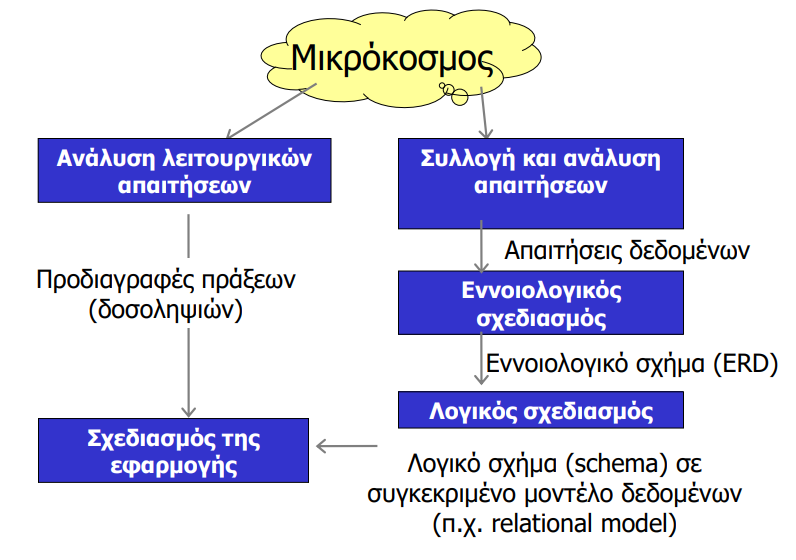 Μικρόκοσμος
Ανάλυση λειτουργικών
απαιτήσεων
Συλλογή και ανάλυση
απαιτήσεων
Απαιτήσεις δεδομένων
Προδιαγραφές πράξεων
(δοσοληψιών)
Εννοιολογικός
σχεδιασμός
Εννοιολογικό σχήμα (ERD)
Λογικός σχεδιασμός
Σχεδιασμός της
εφαρμογής
Λογικό σχήμα (schema) σε
συγκεκριμένο μοντέλο δεδομένων
(π.χ. relational model)